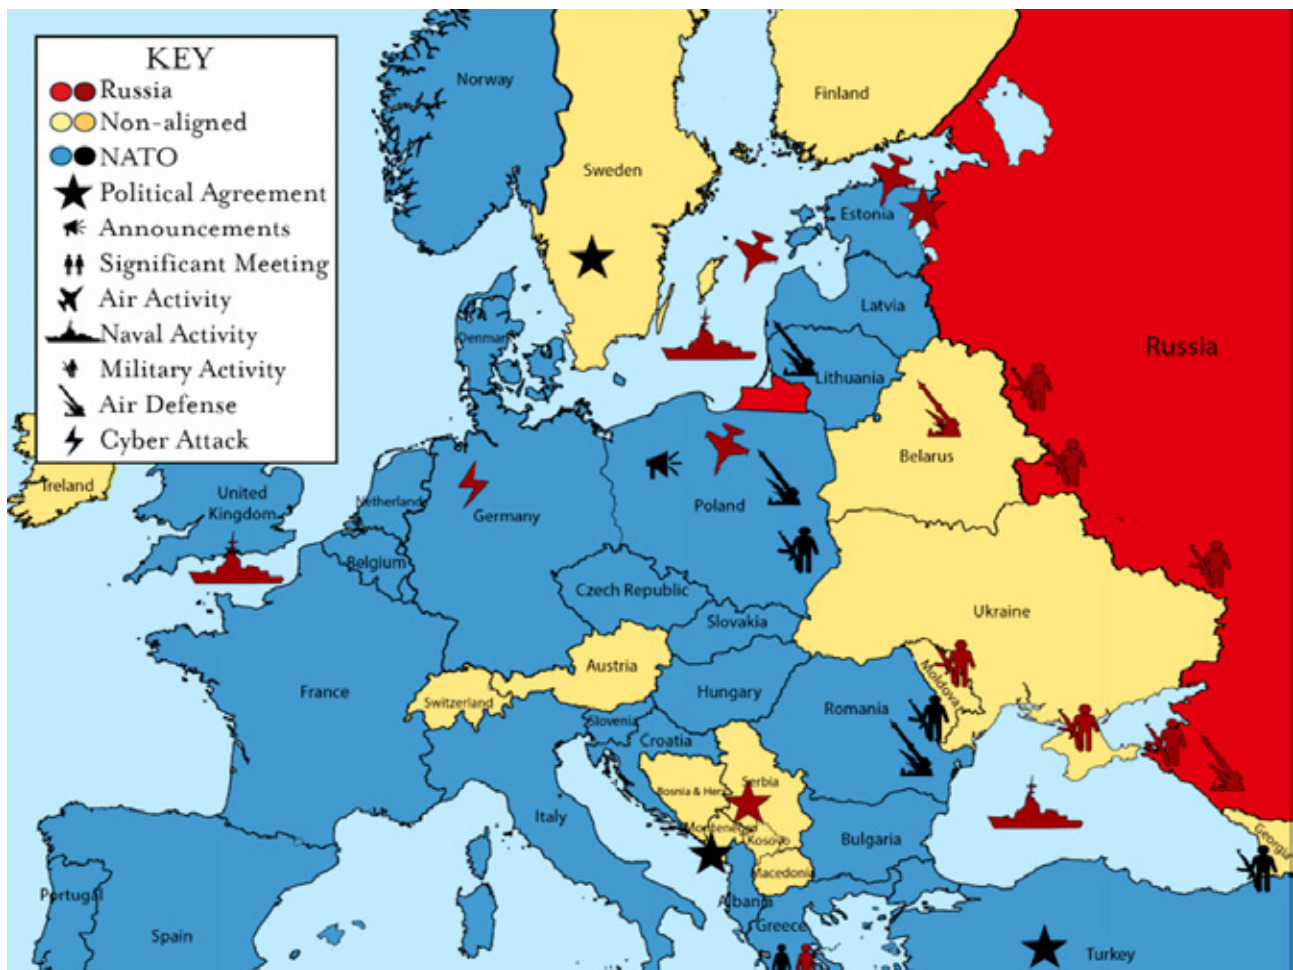 KEY
Russia
Non-aligned
NATO
Political Agreement
Announcements
Significant Meeting
Air Activity
Naval Activity
Military Activity
Air Defense
Cyber Attack
Norway
Finland
Sweden
Estonia
Latvia
Russia
Denmark
Lithuania
Belarus
Ireland
United
Kingdom
Netherland
Germany
Poland
Belgium
Czech Republic
Ukraine
Slovakia
Austria
Moldova
France
Switzerland
Hungary
Romania
Slovenia
Croatia
Serbia
Bosnia & Her
Italy
Montenegro
Kosovo
Bulgaria
Georgia
Macedonia
Portugal
Albania
Greece
Spain
Turkey